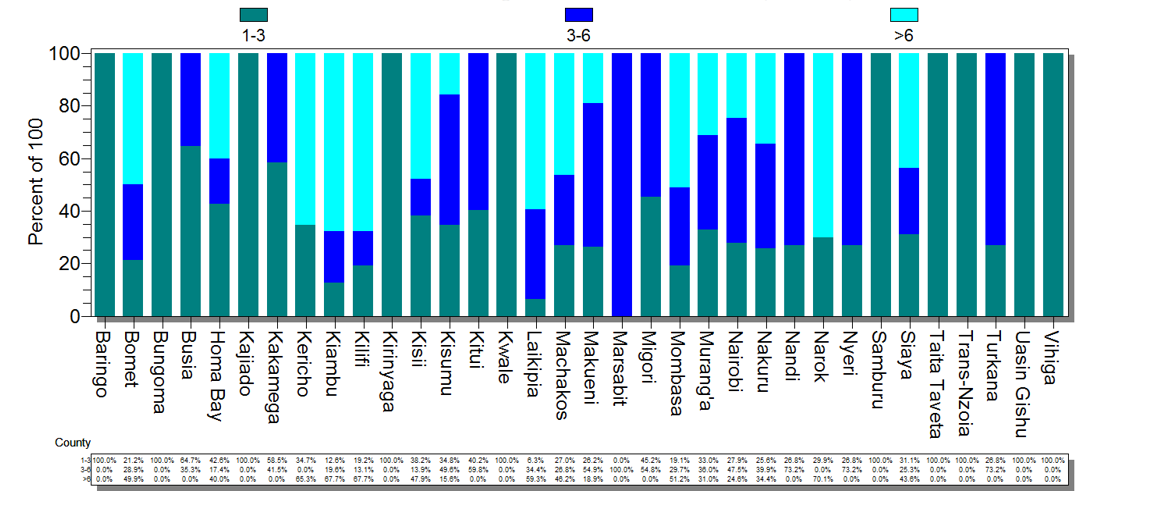 1-3 3-6 >6
Percent of 100
100
80
60
40
20
0
Baringo Bomet Bungoma Busia Homa Bay Kajiado Kakamega Kericho Kiambu Kilifi Kirinyaga Kisii Kisumu Kitui Kwale Laikipia Machakos Makueni Marsabit Migori Mombasa Murang'a Nairobi Nakuru Nandi Narok Nyeri Samburu Siaya Taita Taveta Trans-Nzoia Turkana Uasin Gishu Vihiga
County
1-3 100.0% 21.2% 100.0% 64.7% 42.6% 100.0% 58.5% 34.7% 12.6% 19.2% 100.0% 38.2% 34.8% 40.2% 100.0% 6.3% 27.0% 26.2% 0.0% 45.2% 19.1% 33.0% 27.9% 25.6% 26.8% 29.9% 26.8% 100.0% 31.1% 100.0% 100.0% 26.8% 100.0% 100.0%
3-6 0.0% 28.9% 0.0% 35.3% 17.4% 0.0% 41.5% 0.0% 19.6% 13.1% 0.0% 13.9% 49.6% 59.8% 0.0% 34.4% 26.8% 54.9% 100.0% 54.8% 29.7% 36.0% 47.5% 39.9% 73.2% 0.0% 73.2% 0.0% 25.3% 0.0% 0.0% 73.2% 0.0% 0.0%
>6 0.0% 49.9% 0.0% 0.0% 40.0% 0.0% 0.0% 65.3% 67.7% 67.7% 0.0% 47.9% 15.6% 0.0% 0.0% 59.3% 46.2% 18.9% 0.0% 0.0% 51.2% 31.0% 24.6% 34.4% 0.0% 70.1% 0.0% 0.0% 43.6% 0.0% 0.0% 0.0% 0.0% 0.0%